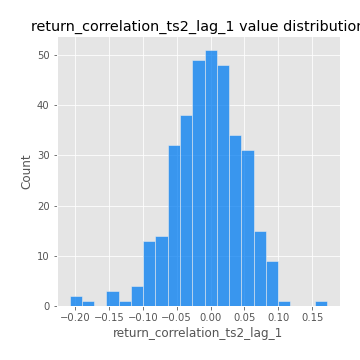 return_correlation_ts2_lag_1 value distribution
50
40
30
20
10
0
Count
−0.20 −0.15 −0.10 −0.05 0.00 0.05 0.10 0.15
return_correlation_ts2_lag_1